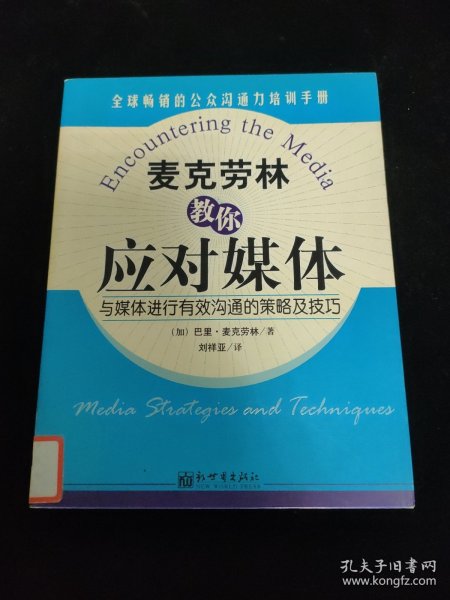 全球畅销的公众沟通力培训手册
Encountering the Media
麦克劳林
教你
应对媒体
与媒体进行有效沟通的策略及技巧
（加）巴里·麦克劳林/著
刘祥亚/译
Media Strategies and Techniques
新世界出版社
NEW WORLD PRESS
孔夫子旧书网
www.kongfz.com